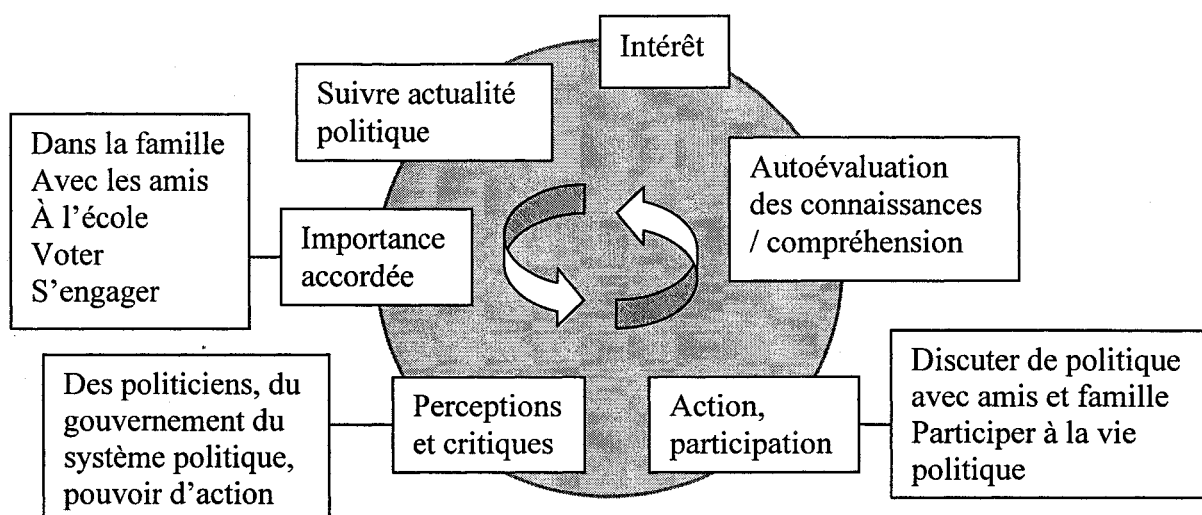 Intérêt
Suivre actualité
politique
Dans la famille
Avec les amis
À l'école
Voter
S'engager
Importance
accordée
Autoévaluation
des connaissances
/ compréhension
Des politiciens, du
gouvernement du
système politique,
pouvoir d'action
Perceptions
et critiques
Action,
participation
Discuter de politique
avec amis et famille
Participer à la vie
politique